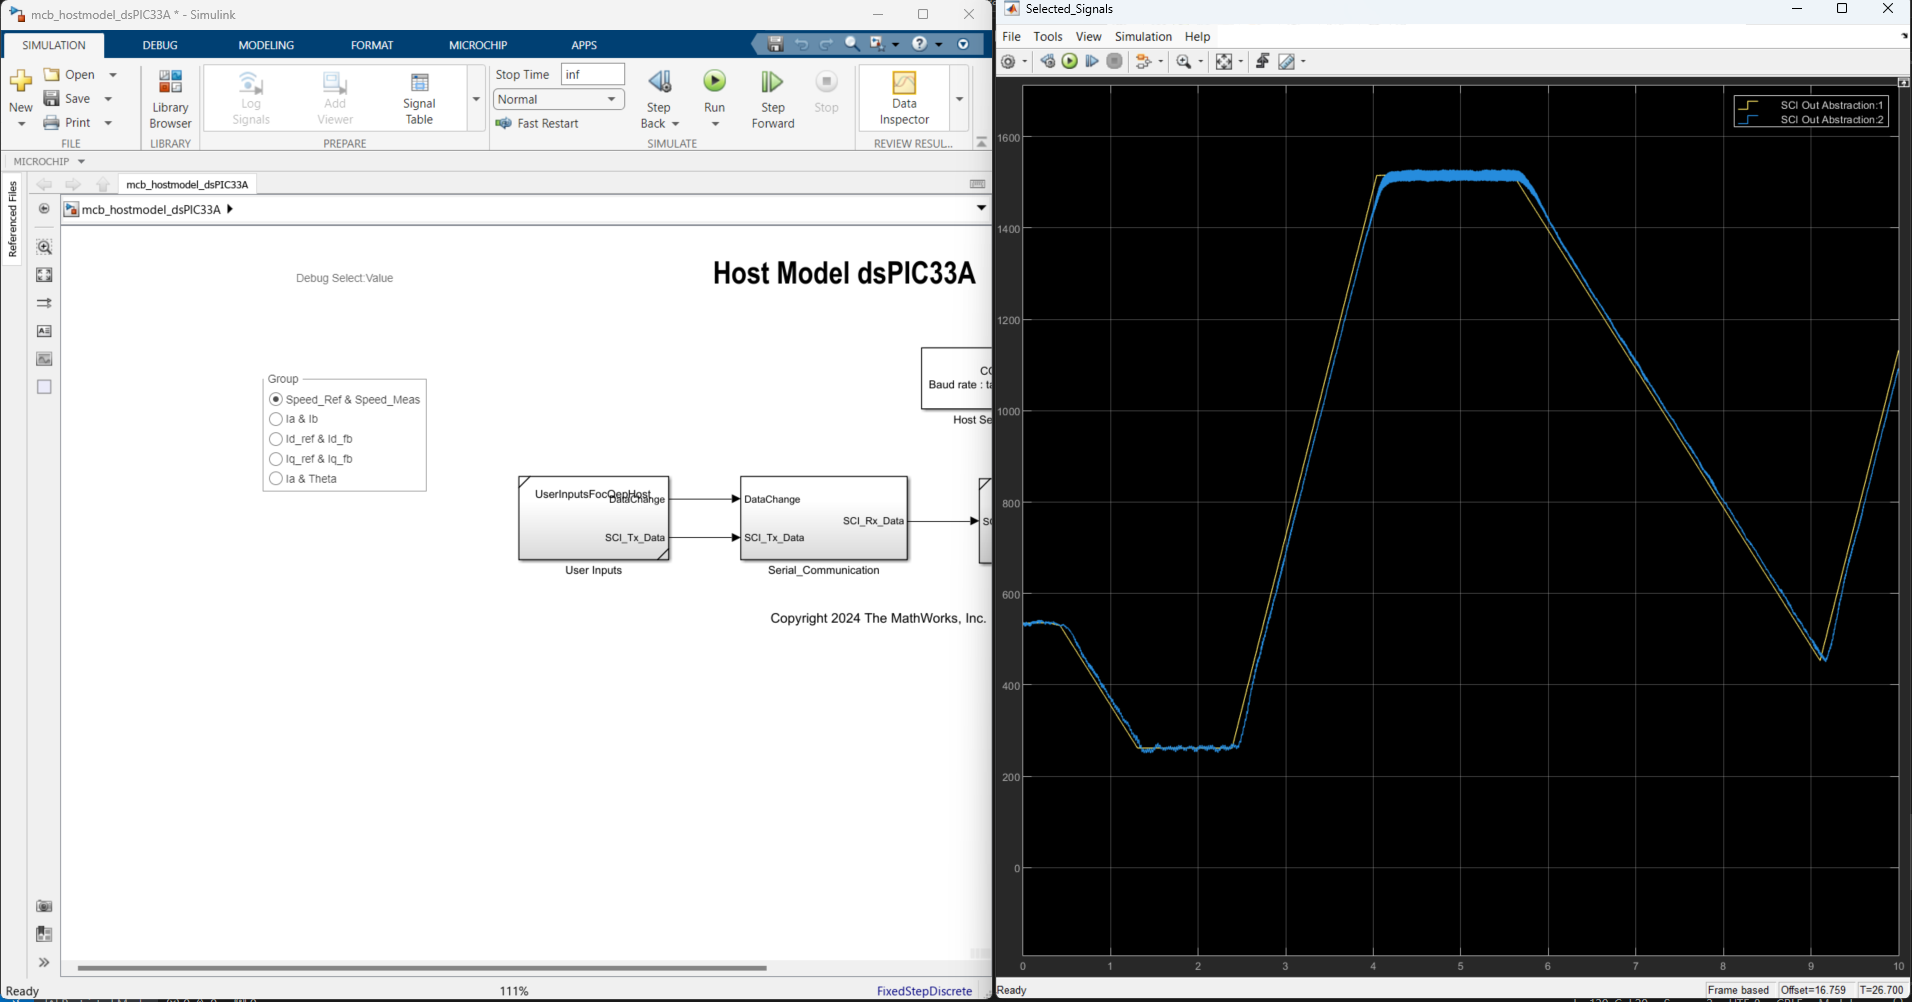 mcb_hostmodel_dsPIC33A * - Simulink
SIMULATION DEBUG MODELING FORMAT MICROCHIP APPS
New
Open
Save
Print
FILE
Library Browser
LIBRARY
Log Signals
Add Viewer
Signal Table
PREPARE
Stop Time inf
Normal
Fast Restart
Step Back
Run
Step Forward
Stop
SIMULATE
Data Inspector
REVIEW RESUL...
MICROCHIP
Referenced Files
mcb_hostmodel_dsPIC33A
mcb_hostmodel_dsPIC33A
Debug Select:Value
Host Model dsPIC33A
Group
Speed_Ref & Speed_Meas
Ia & Ib
Id_ref & Id_fb
Iq_ref & Iq_fb
Ia & Theta
Baud rate : ta
Host Se
UserInputsFocQepHost
DataChange
SCI_Tx_Data
User Inputs
DataChange
SCI_Rx_Data
SCI_Tx_Data
Serial_Communication
Copyright 2024 The MathWorks, Inc.
Ready 111% FixedStepDiscrete
Selected_Signals
File Tools View Simulation Help
SCI Out Abstraction:1
SCI Out Abstraction:2
1600
1400
1200
1000
800
600
400
200
0
0 1 2 3 4 5 6 7 8 9 10
Ready Frame based Offset=16.759 T=26.700